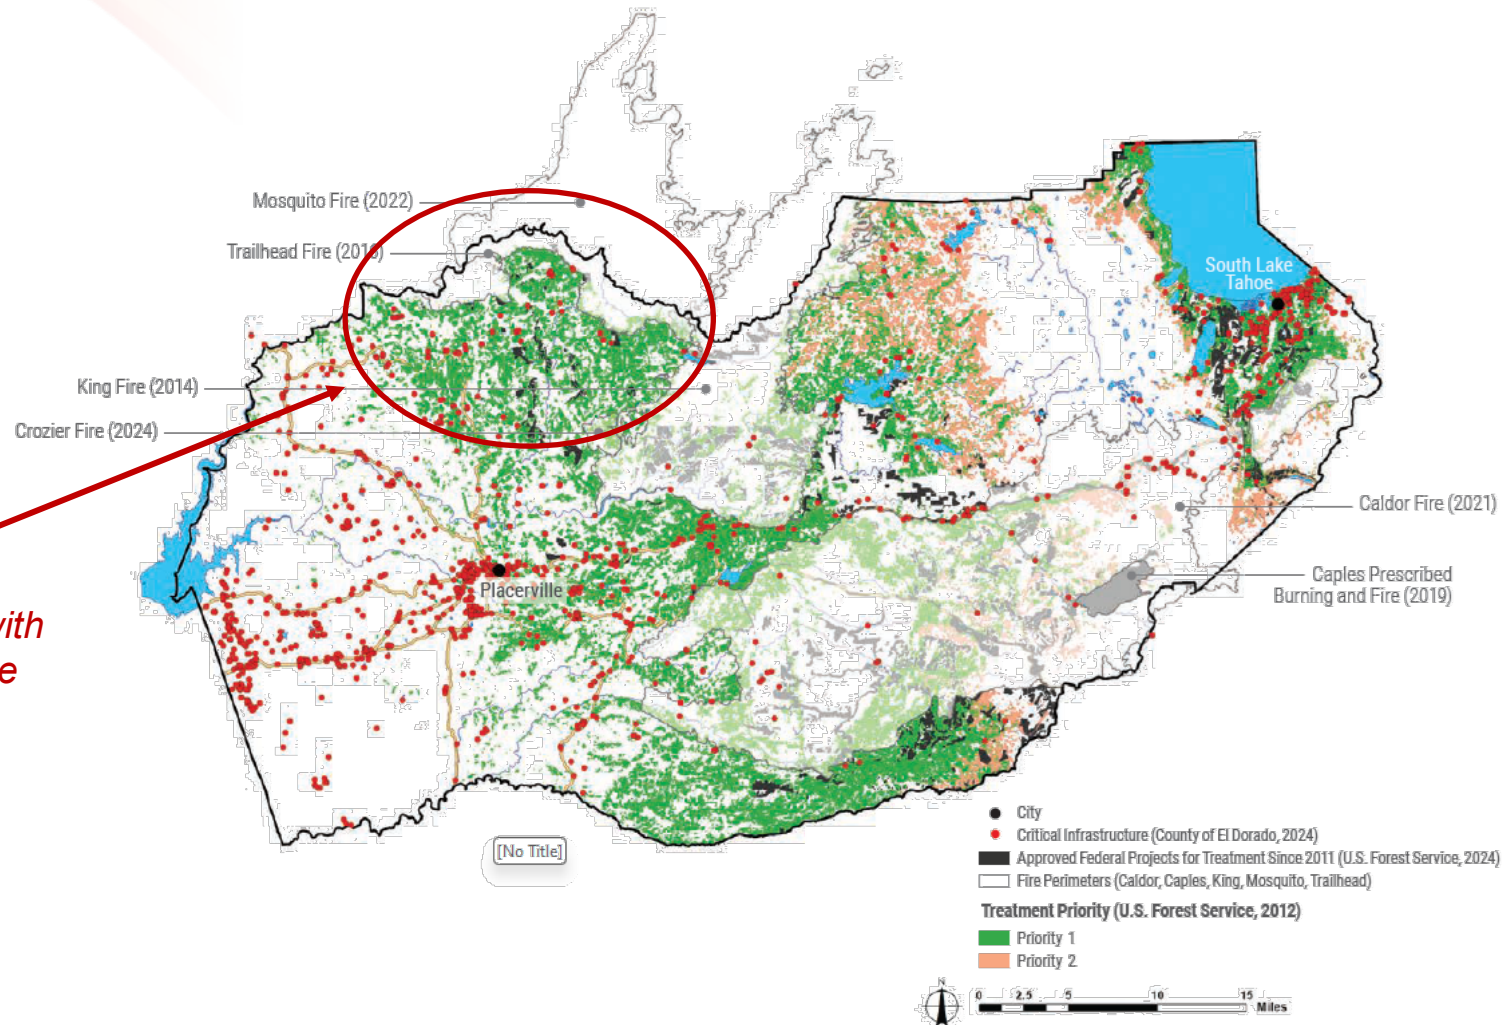 Mosquito Fire (2022)
Trailhead Fire (2016)
King Fire (2014)
Crozier Fire (2024)
South Lake
Tahoe
Caldor Fire (2021)
Caples Prescribed
Burning and Fire (2019)
Placerville
with
e
[No Title]
City
Critical Infrastructure (County of El Dorado, 2024)
Approved Federal Projects for Treatment Since 2011 (U.S. Forest Service, 2024)
Fire Perimeters (Caldor, Caples, King, Mosquito, Trailhead)
Treatment Priority (U.S. Forest Service, 2012)
Priority 1
Priority 2
N
0 2.5 5 10 15
Miles